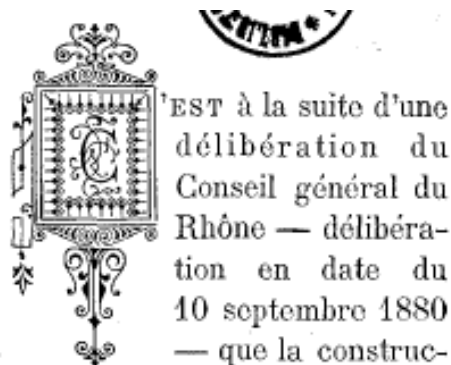 C'EST à la suite d'une
délibération du
Conseil général du
Rhône — délibéra-
tion en date du
10 septembre 1880
— que la construc-